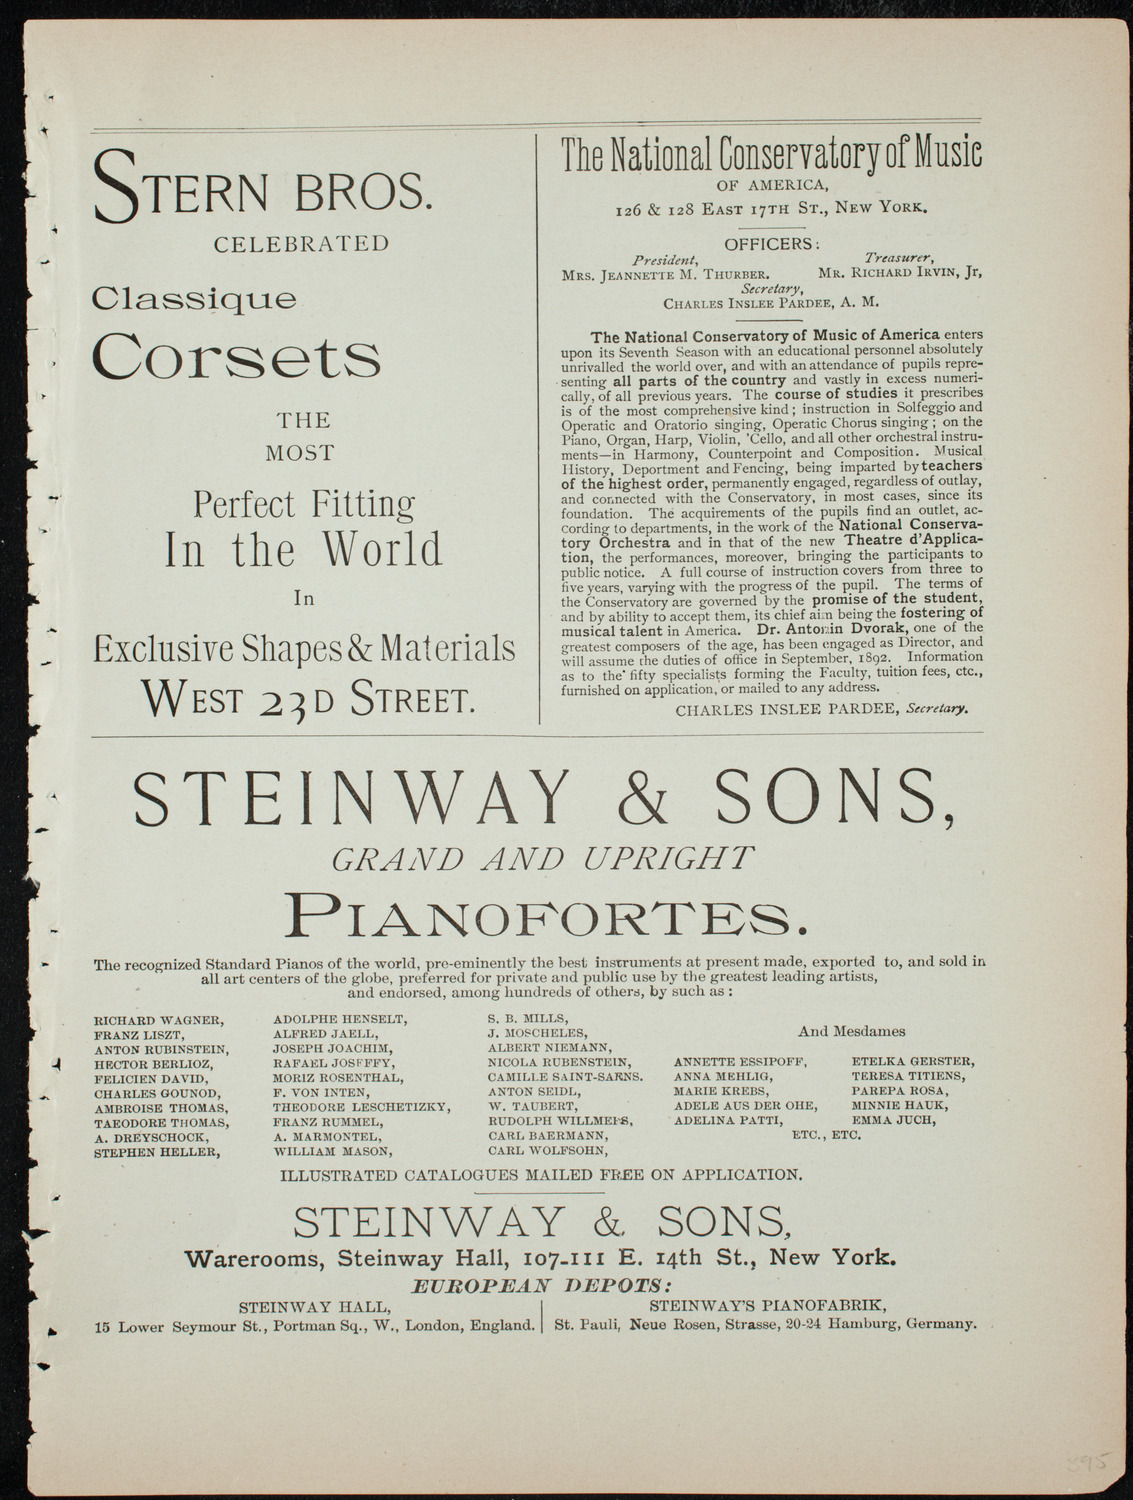 STERN BROS.
CELEBRATED
Classique
Corsets
THE
MOST
Perfect Fitting
In the World
In
Exclusive Shapes & Materials
WEST 23D STREET.
The National Conservatory of Music
OF AMERICA,
126 & 128 EAST 17TH ST., NEW YORK.
OFFICERS:
President, Treasurer,
MRS. JEANNETTE M. THURBER. MR. RICHARD IRVIN, Jr,
Secretary,
CHARLES INSLEE PARDEE, A. M.
The National Conservatory of Music of America enters
upon its Seventh Season with an educational personnel absolutely
unrivalled the world over, and with an attendance of pupils repre-
senting all parts of the country and vastly in excess numeri-
cally, of all previous years. The course of studies it prescribes
is of the most comprehensive kind; instruction in Solfeggio and
Operatic and Oratorio singing, Operatic Chorus singing; on the
Piano, Organ, Harp, Violin, 'Cello, and all other orchestral instru-
ments—in Harmony, Counterpoint and Composition. Musical
History, Deportment and Fencing, being imparted by teachers
of the highest order, permanently engaged, regardless of outlay,
and connected with the Conservatory, in most cases, since its
foundation. The acquirements of the pupils find an outlet, ac-
cording to departments, in the work of the National Conserva-
tory Orchestra and in that of the new Theatre d'Applica-
tion, the performances, moreover, bringing the participants to
public notice. A full course of instruction covers from three to
five years, varying with the progress of the pupil. The terms of
the Conservatory are governed by the promise of the student,
and by ability to accept them, its chief aim being the fostering of
musical talent in America. Dr. Antonin Dvorak, one of the
greatest composers of the age, has been engaged as Director, and
will assume the duties of office in September, 1892. Information
as to the fifty specialists forming the Faculty, tuition fees, etc.,
furnished on application, or mailed to any address.
CHARLES INSLEE PARDEE, Secretary.
STEINWAY & SONS,
GRAND AND UPRIGHT
PIANOFORTES.
The recognized Standard Pianos of the world, pre-eminently the best instruments at present made, exported to, and sold in
all art centers of the globe, preferred for private and public use by the greatest leading artists,
and endorsed, among hundreds of others, by such as:
RICHARD WAGNER,
FRANZ LISZT,
ANTON RUBINSTEIN,
HECTOR BERLIOZ,
FELICIEN DAVID,
CHARLES GOUNOD,
AMBROISE THOMAS,
TAEODORE THOMAS,
A. DREYSCHOCK,
STEPHEN HELLER,
ADOLPHE HENSELT,
ALFRED JAELL,
JOSEPH JOACHIM,
RAFAEL JOSEFFY,
MORIZ ROSENTHAL,
F. VON INTEN,
THEODORE LESCHETIZKY,
FRANZ RUMMEL,
A. MARMONTEL,
WILLIAM MASON,
S. B. MILLS,
J. MOSCHELES,
ALBERT NIEMANN,
NICOLA RUBENSTEIN,
CAMILLE SAINT-SAENS.
ANTON SEIDL,
W. TAUBERT,
RUDOLPH WILLMERS,
CARL BAERMANN,
CARL WOLFSOHN,
And Mesdames
ANNETTE ESSIPOFF,
ANNA MEHLIG,
MARIE KREBS,
ADELE AUS DER OHE,
ADELINA PATTI,
ETELKA GERSTER,
TERESA TITIENS,
PAREPA ROSA,
MINNIE HAUK,
EMMA JUCH,
ETC., ETC.
ILLUSTRATED CATALOGUES MAILED FREE ON APPLICATION.
STEINWAY & SONS,
Warerooms, Steinway Hall, 107-111 E. 14th St., New York.
EUROPEAN DEPOTS:
STEINWAY HALL,
15 Lower Seymour St., Portman Sq., W., London, England.
STEINWAY'S PIANOFABRIK,
St. Pauli, Neue Rosen, Strasse, 20-24 Hamburg, Germany.